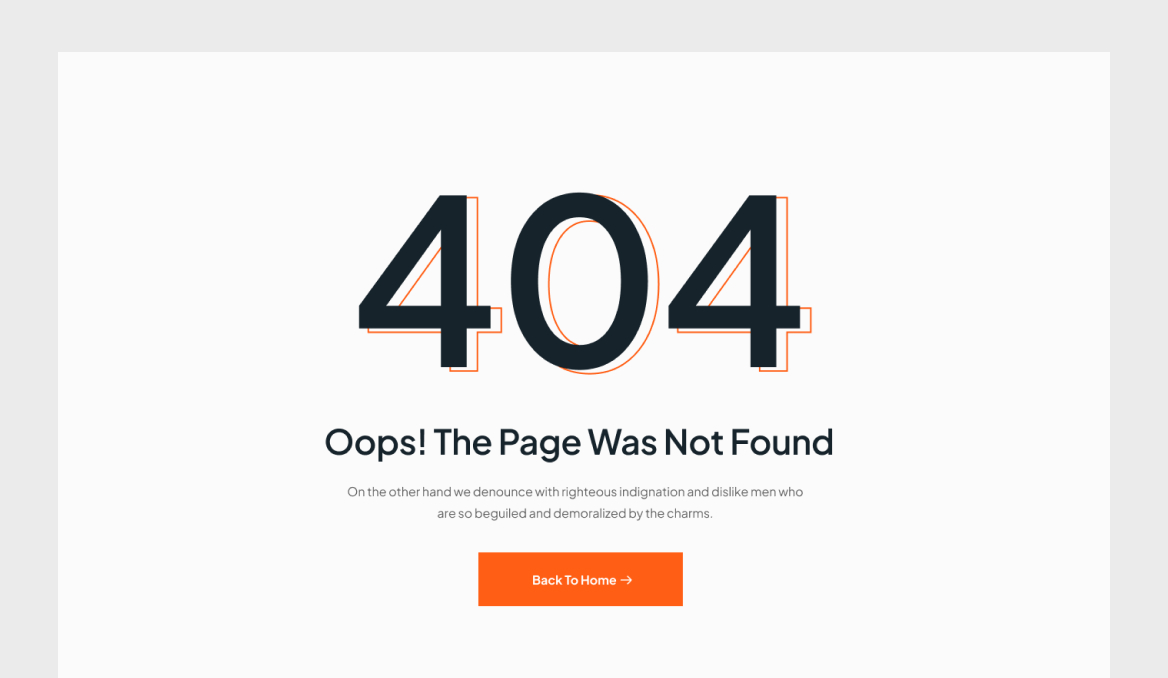 404
Oops! The Page Was Not Found
On the other hand we denounce with righteous indignation and dislike men who
are so beguiled and demoralized by the charms.
Back To Home →